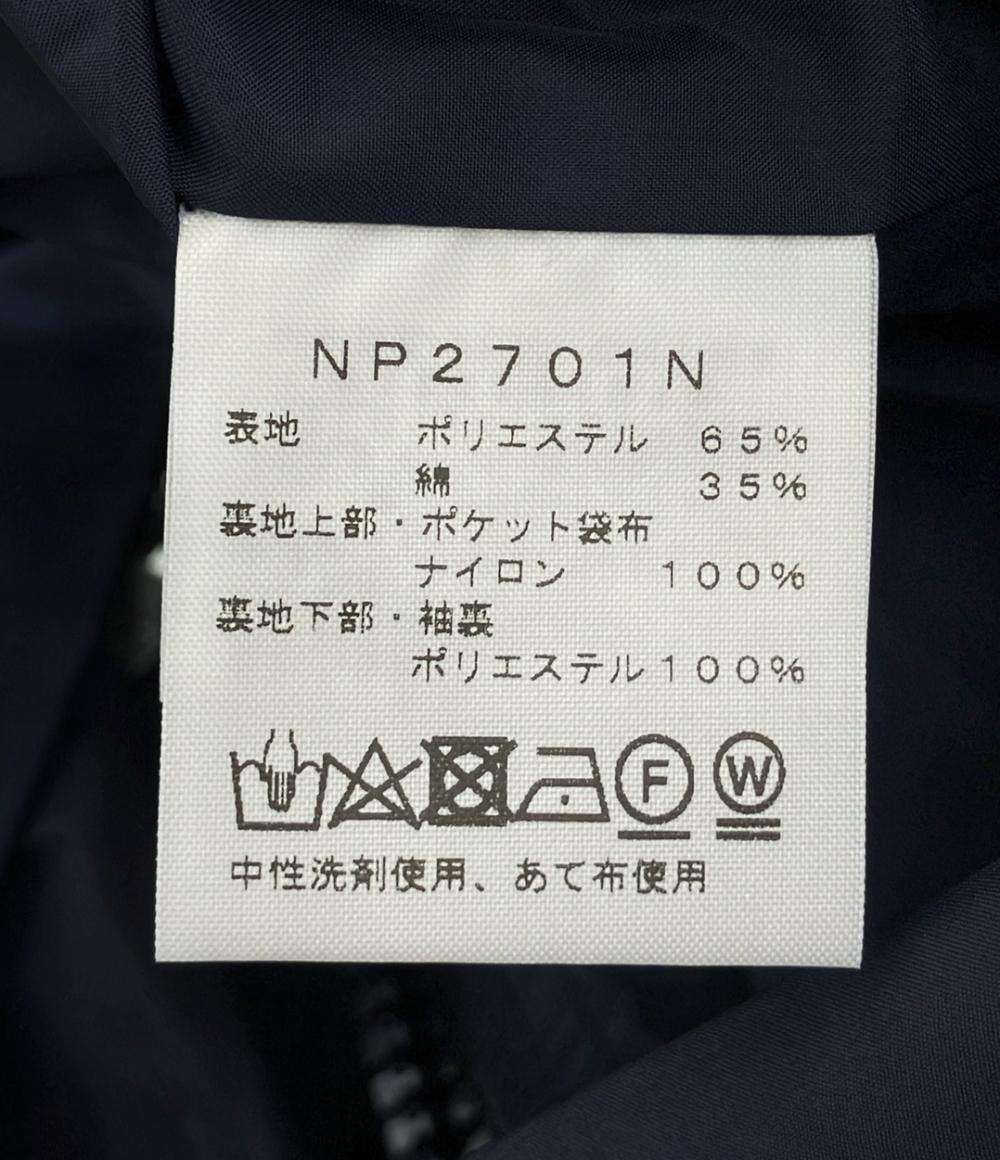 NP2701N
表地 ポリエステル 65%
綿 35%
裏地上部・ポケット袋布
ナイロン 100%
裏地下部・袖裏
ポリエステル100%
F W
中性洗剤使用、あて布使用